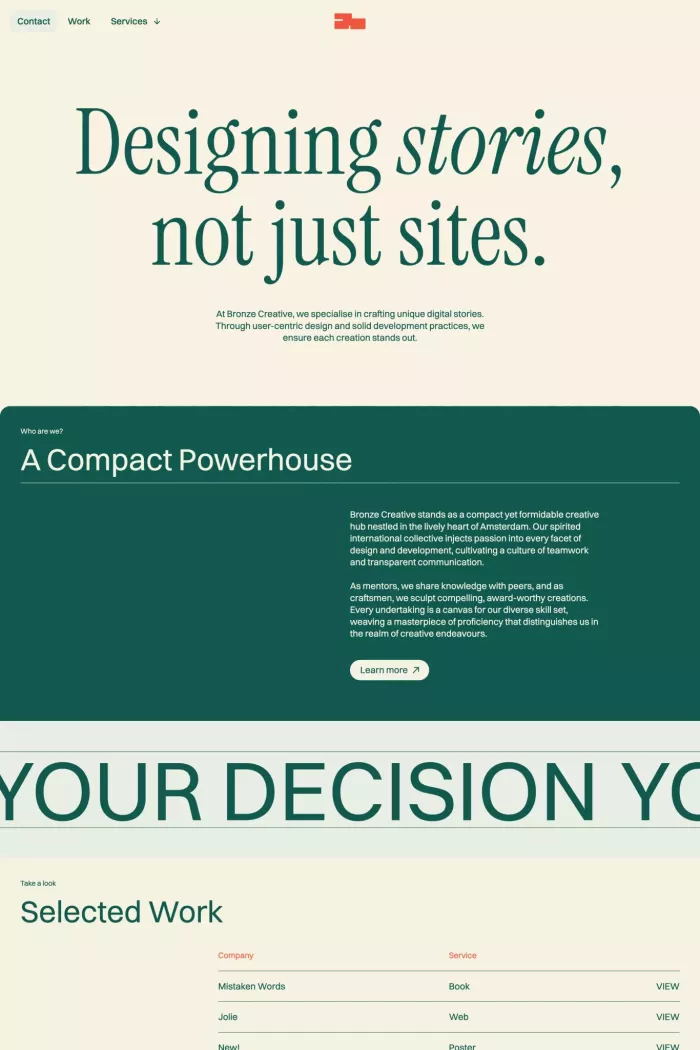 Contact Work Services ↓
Designing stories,
not just sites.
At Bronze Creative, we specialise in crafting unique digital stories.
Through user-centric design and solid development practices, we
ensure each creation stands out.
Who are we?
A Compact Powerhouse
Bronze Creative stands as a compact yet formidable creative
hub nestled in the lively heart of Amsterdam. Our spirited
international collective injects passion into every facet of
design and development, cultivating a culture of teamwork
and transparent communication.
As mentors, we share knowledge with peers, and as
craftsmen, we sculpt compelling, award-worthy creations.
Every undertaking is a canvas for our diverse skill set,
weaving a masterpiece of proficiency that distinguishes us in
the realm of creative endeavours.
Learn more ↗
YOUR DECISION YO
Take a look
Selected Work
Company Service
Mistaken Words Book VIEW
Jolie Web VIEW
New! Poster VIEW